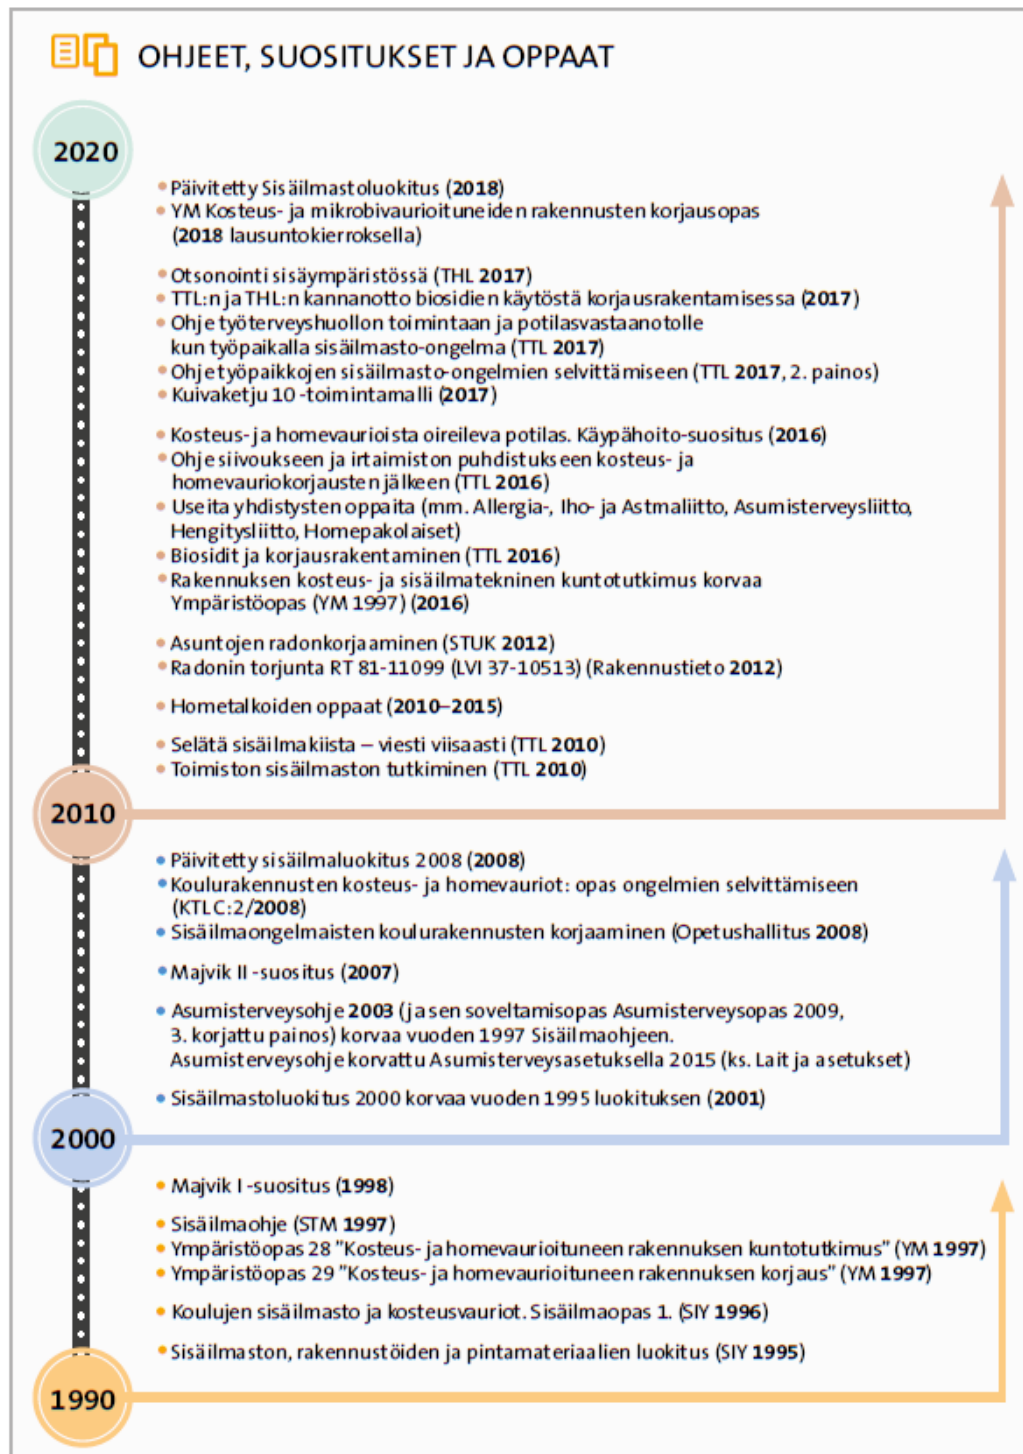 OHJEET, SUOSITUKSET JA OPPAAT
2020
Päivitetty Sisäilmastoluokitus (2018)
YM Kosteus- ja mikrobivaurioituneiden rakennusten korjausopas
(2018 lausuntokierroksella)
Otsonointi sisäympäristössä (THL 2017)
TTL:n ja THL:n kannanotto biosidien käytöstä korjausrakentamisessa (2017)
Ohje työterveyshuollon toimintaan ja potilasvastaanotolle
kun työpaikalla sisäilmasto-ongelma (TTL 2017)
Ohje työpaikkojen sisäilmasto-ongelmien selvittämiseen (TTL 2017, 2. painos)
Kuivaketju 10 -toimintamalli (2017)
Kosteus- ja homevaurioista oireileva potilas. Käypähoito-suositus (2016)
Ohje siivoukseen ja irtaimiston puhdistukseen kosteus- ja
homevauriokorjausten jälkeen (TTL 2016)
Useita yhdistysten oppaita (mm. Allergia-, Iho- ja Astmaliitto, Asumisterveysliitto,
Hengitysliitto, Homepakolaiset)
Biosidit ja korjausrakentaminen (TTL 2016)
Rakennuksen kosteus- ja sisäilmatekninen kuntotutkimus korvaa
Ympäristöopas (YM 1997) (2016)
Asuntojen radonkorjaaminen (STUK 2012)
Radonin torjunta RT 81-11099 (LVI 37-10513) (Rakennustieto 2012)
Hometalkoiden oppaat (2010–2015)
Selätä sisäilmakiista – viesti viisaasti (TTL 2010)
Toimiston sisäilmaston tutkiminen (TTL 2010)
2010
Päivitetty sisäilmaluokitus 2008 (2008)
Koulurakennusten kosteus- ja homevauriot: opas ongelmien selvittämiseen
(KTL C:2/2008)
Sisäilmaongelmaisten koulurakennusten korjaaminen (Opetushallitus 2008)
Majvik II -suositus (2007)
Asumisterveysohje 2003 (ja sen soveltamisopas Asumisterveysopas 2009,
3. korjattu painos) korvaa vuoden 1997 Sisäilmaohjeen.
Asumisterveysohje korvattu Asumisterveysasetuksella 2015 (ks. Lait ja asetukset)
Sisäilmastoluokitus 2000 korvaa vuoden 1995 luokituksen (2001)
2000
Majvik I -suositus (1998)
Sisäilmaohje (STM 1997)
Ympäristöopas 28 "Kosteus- ja homevaurioituneen rakennuksen kuntotutkimus" (YM 1997)
Ympäristöopas 29 "Kosteus- ja homevaurioituneen rakennuksen korjaus" (YM 1997)
Koulujen sisäilmasto ja kosteusvauriot. Sisäilmaopas 1. (SIY 1996)
Sisäilmaston, rakennustöiden ja pintamateriaalien luokitus (SIY 1995)
1990